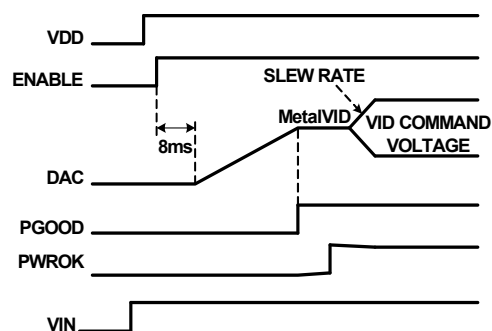 VDD
ENABLE
SLEW RATE
MetalVID
VID COMMAND
VOLTAGE
8ms
DAC
PGOOD
PWROK
VIN